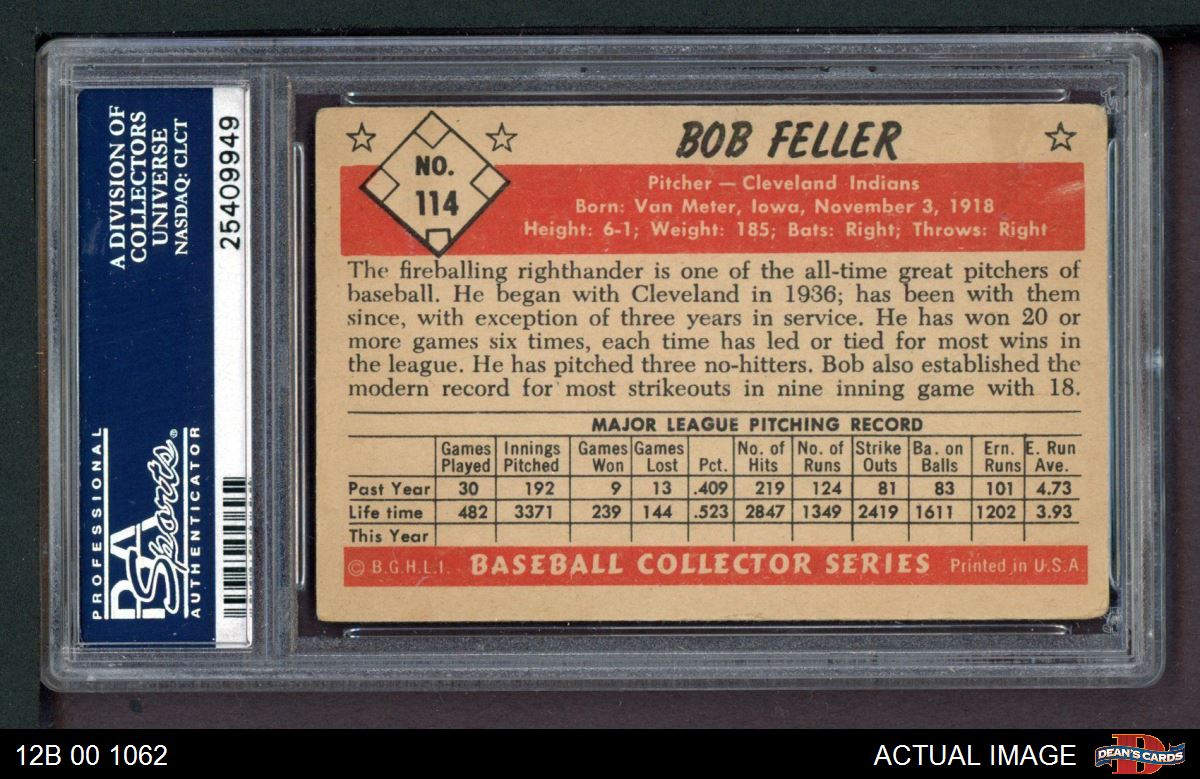 A DIVISION OF
COLLECTORS
UNIVERSE
NASDAQ: CLCT
25409949
PROFESSIONAL
PSA
Sports®
AUTHENTICATOR
NO.
114
BOB FELLER
Pitcher — Cleveland Indians
Born: Van Meter, Iowa, November 3, 1918
Height: 6-1; Weight: 185; Bats: Right; Throws: Right
The fireballing righthander is one of the all-time great pitchers of
baseball. He began with Cleveland in 1936; has been with them
since, with exception of three years in service. He has won 20 or
more games six times, each time has led or tied for most wins in
the league. He has pitched three no-hitters. Bob also established the
modern record for most strikeouts in nine inning game with 18.
MAJOR LEAGUE PITCHING RECORD
Games Played Innings Pitched Games Won Games Lost Pct. No. of Hits No. of Runs Strike Outs Ba. on Balls Ern. Runs E. Run Ave.
Past Year 30 192 9 13 .409 219 124 81 83 101 4.73
Life time 482 3371 239 144 .523 2847 1349 2419 1611 1202 3.93
This Year
© B.G.H.L.I. BASEBALL COLLECTOR SERIES Printed in U.S.A.
12B 00 1062
ACTUAL IMAGE
DEAN'S CARDS